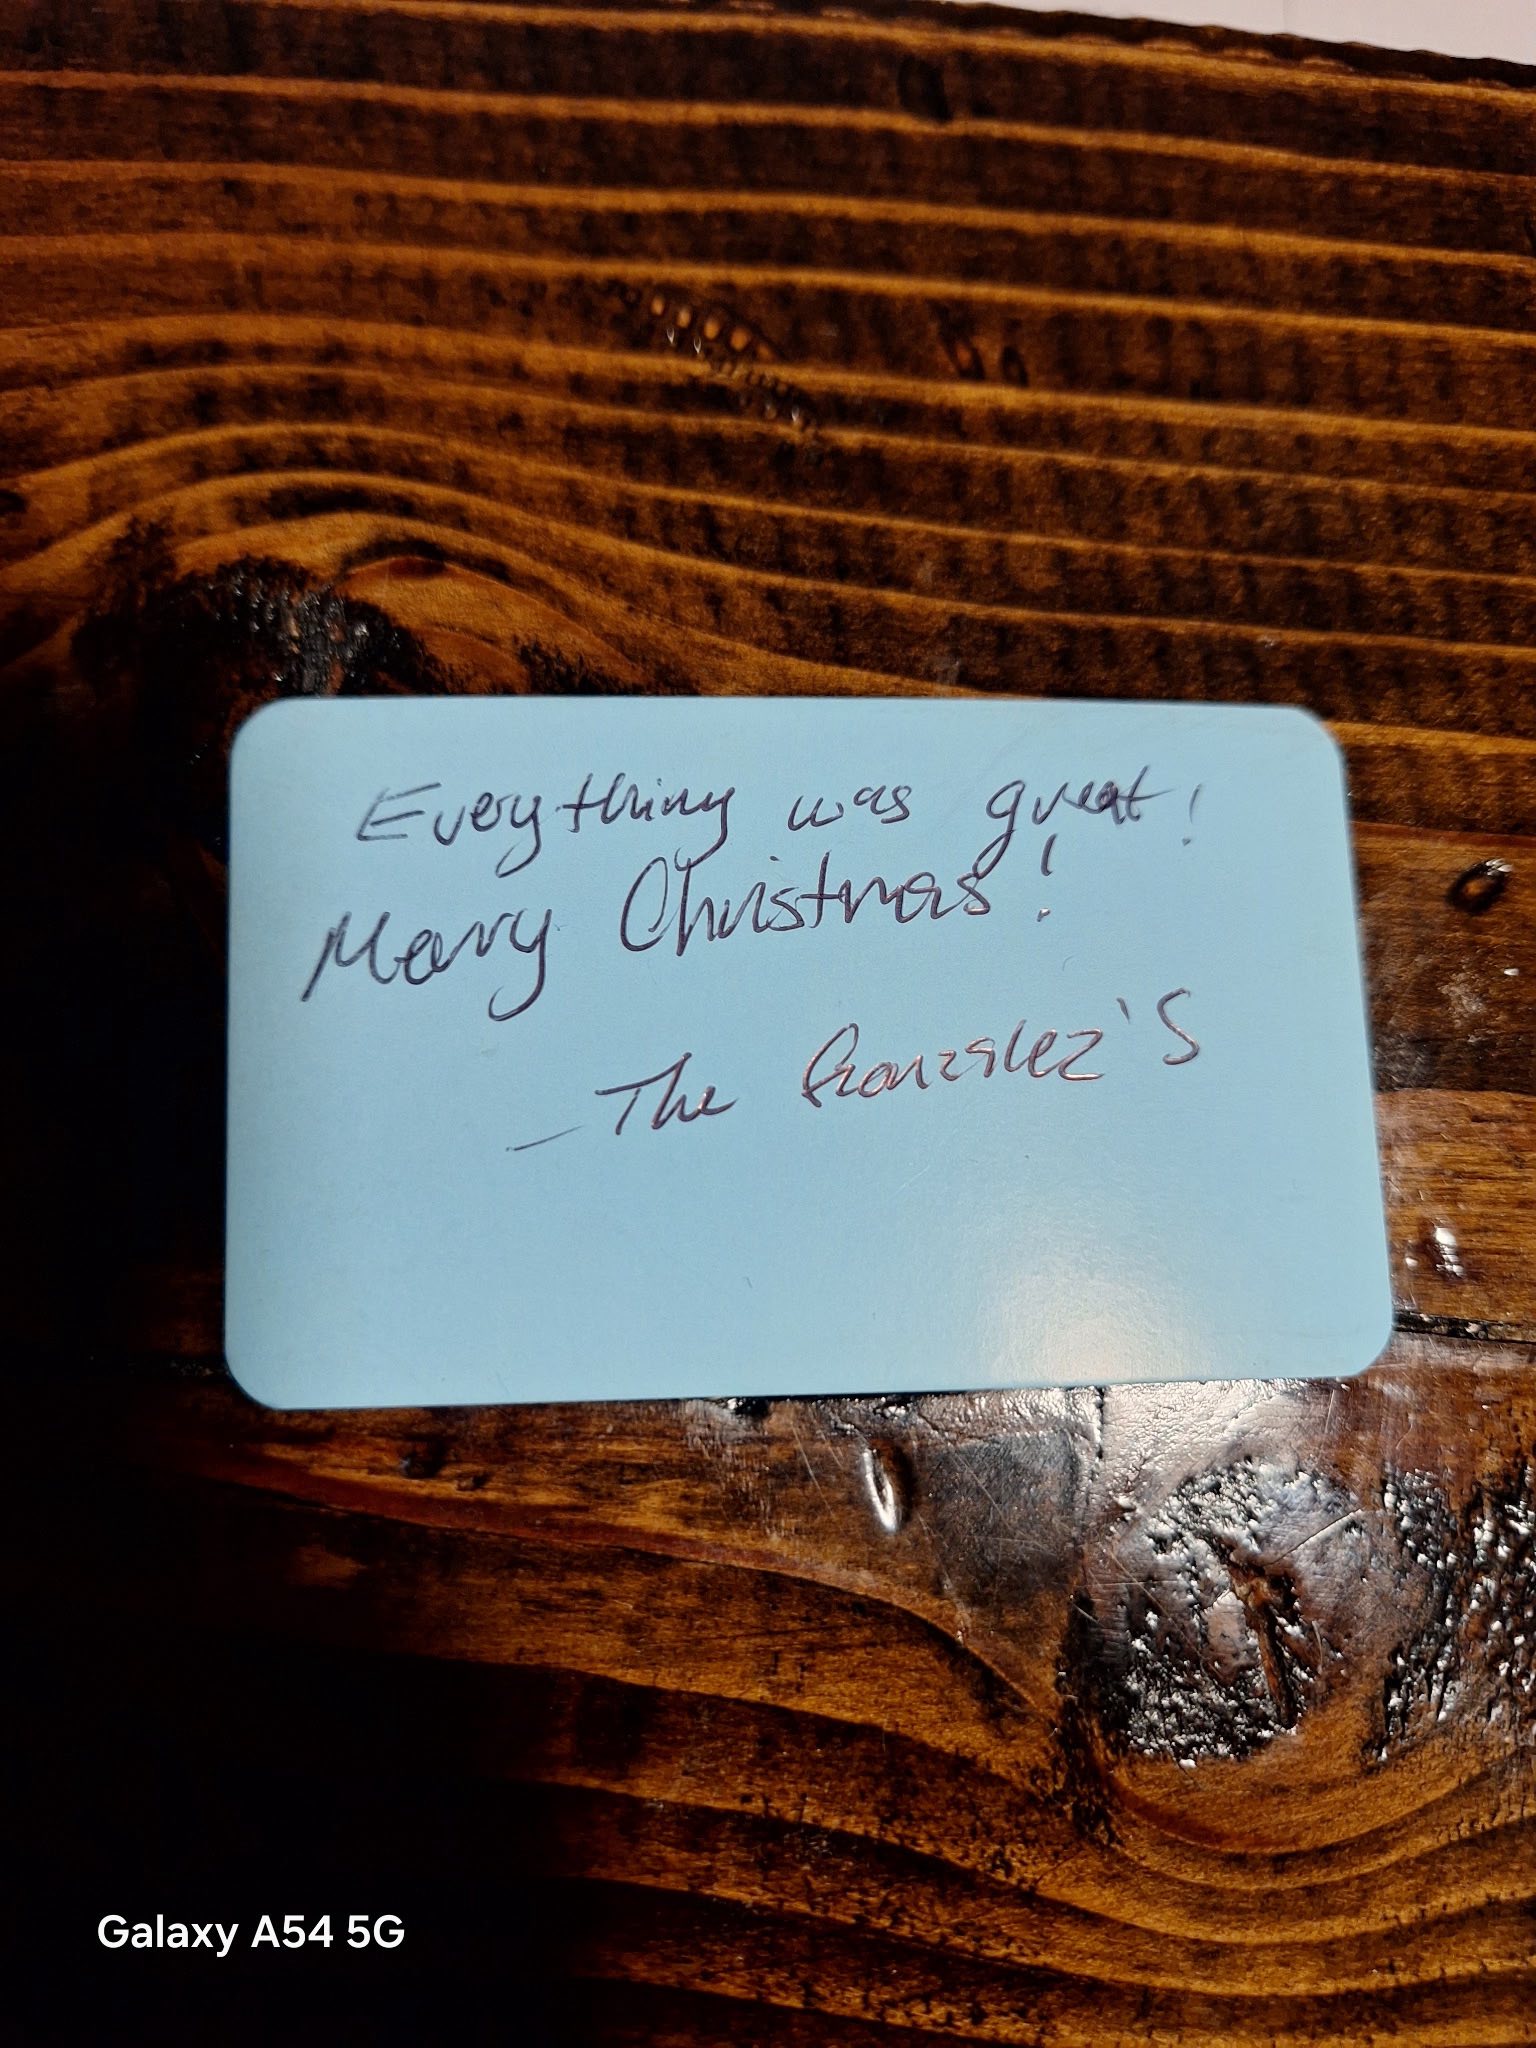 Everything was great!
Merry Christmas!
- The Gonzalez's
Galaxy A54 5G